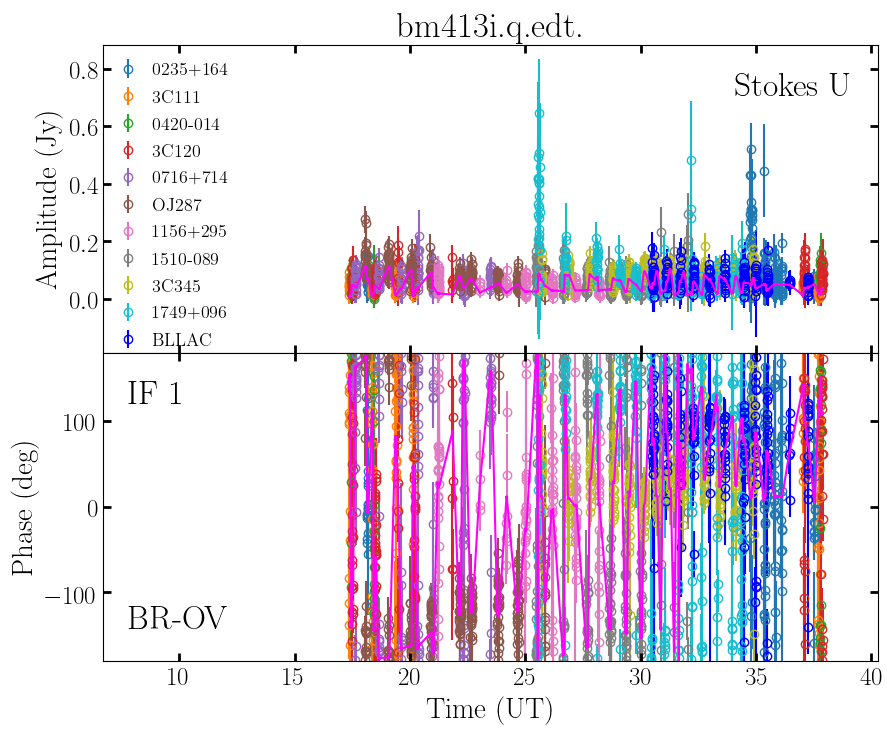 bm413i.q.edt.
Stokes U
0235+164
3C111
0420-014
3C120
0716+714
OJ287
1156+295
1510-089
3C345
1749+096
BLLAC
Amplitude (Jy)
0.8
0.6
0.4
0.2
0.0
IF 1
BR-OV
Phase (deg)
100
0
−100
10 15 20 25 30 35 40
Time (UT)